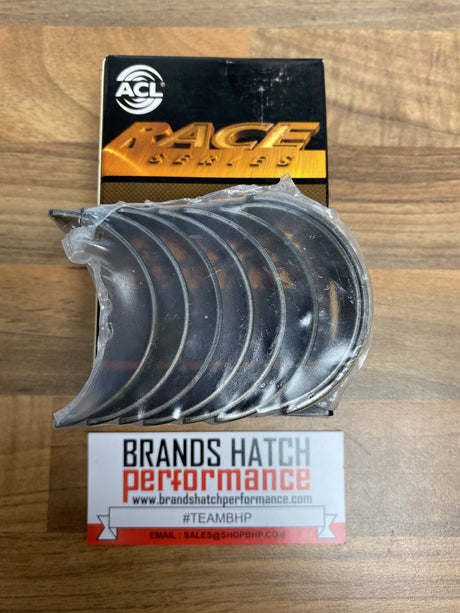 ACL
RACE
SERIES
BRANDS HATCH
performance
www.brandshatchperformance.com
#TEAMBHP
EMAIL : SALES@SHOPBHP.COM